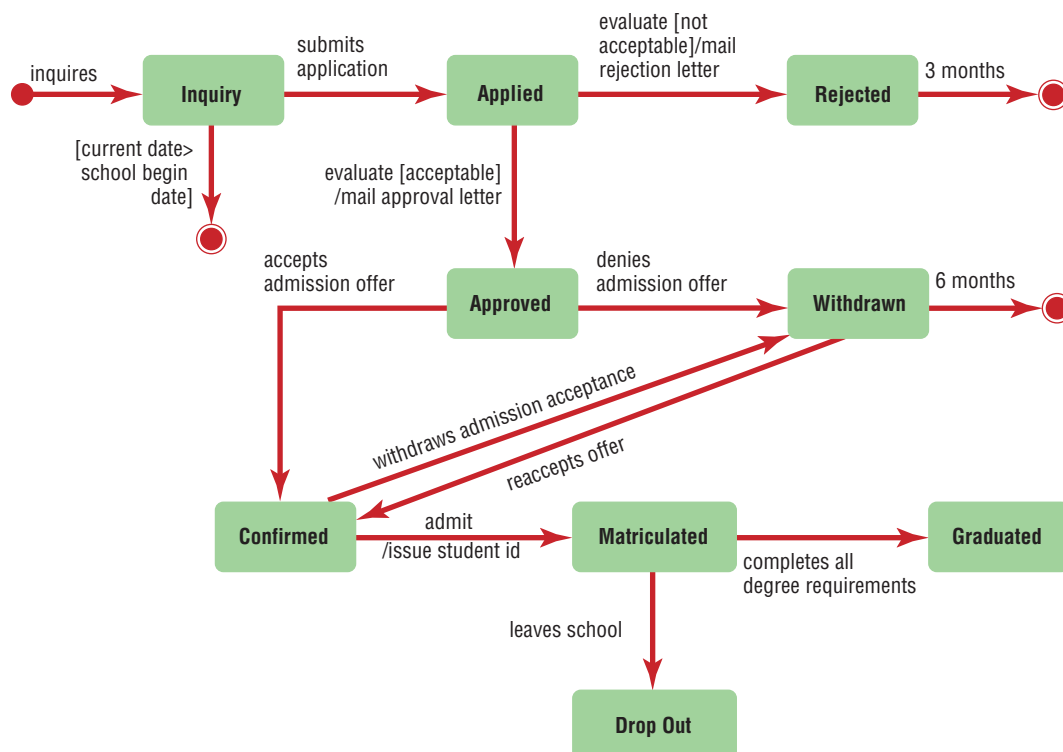 inquires
Inquiry
submits
application
Applied
evaluate [not
acceptable]/mail
rejection letter
Rejected
3 months
[current date>
school begin
date]
evaluate [acceptable]
/mail approval letter
accepts
admission offer
Approved
denies
admission offer
Withdrawn
6 months
withdraws admission acceptance
reaccepts offer
Confirmed
admit
/issue student id
Matriculated
completes all
degree requirements
Graduated
leaves school
Drop Out